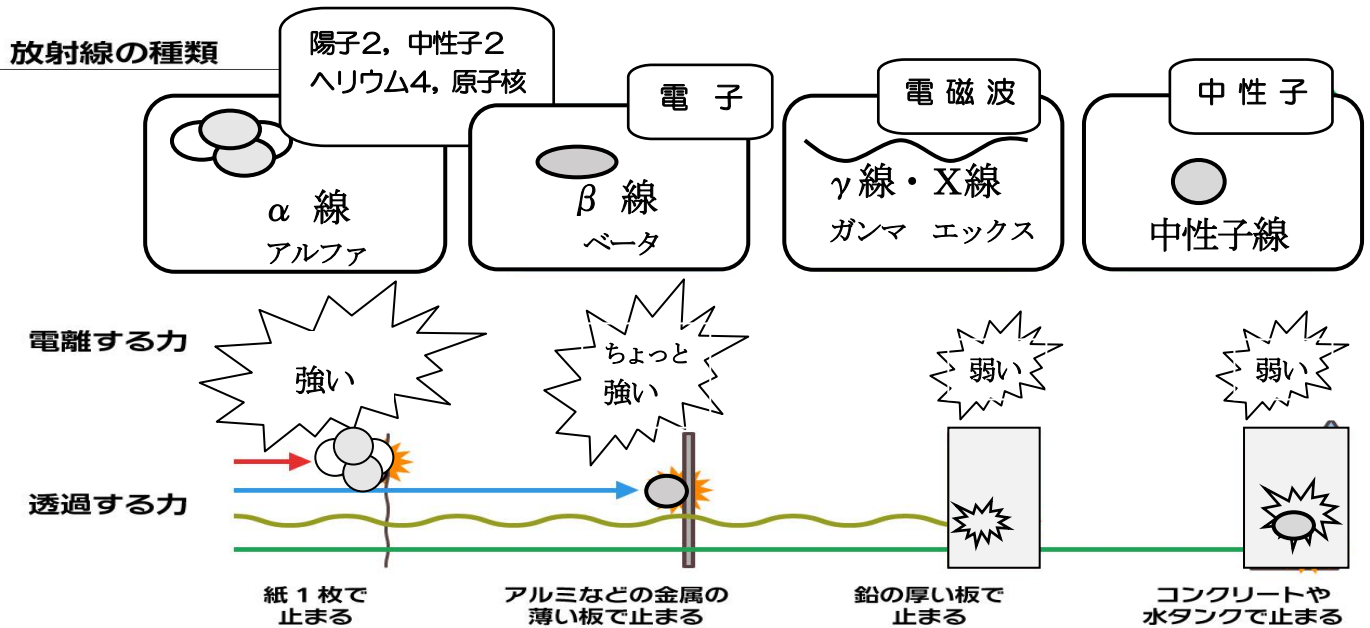 放射線の種類
陽子2，中性子2
ヘリウム4，原子核
電 子
電 磁 波
中 性 子
α 線
アルファ
β 線
ベータ
γ線・X線
ガンマ エックス
中性子線
電離する力
強い
ちょっと
強い
弱い
弱い
透過する力
紙1枚で
止まる
アルミなどの金属の
薄い板で止まる
鉛の厚い板で
止まる
コンクリートや
水タンクで止まる